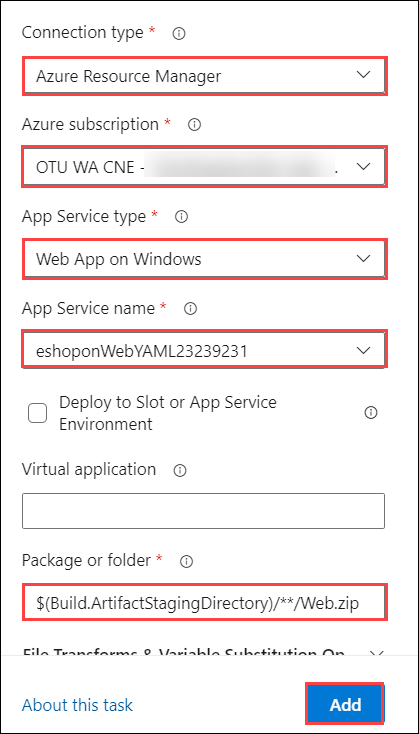 Connection type *
Azure Resource Manager
Azure subscription *
OTU WA CNE -
App Service type *
Web App on Windows
App Service name *
eshoponWebYAML23239231
Deploy to Slot or App Service
Environment
Virtual application
Package or folder *
$(Build.ArtifactStagingDirectory)/**/Web.zip
File Transforms & Variable Substitution Op
About this task
Add